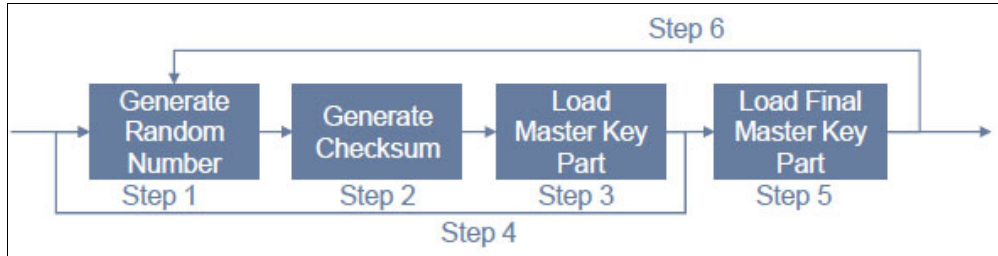 Step 6
Generate
Random
Number
Step 1
Generate
Checksum
Step 2
Load
Master Key
Part
Step 3
Load Final
Master Key
Part
Step 5
Step 4